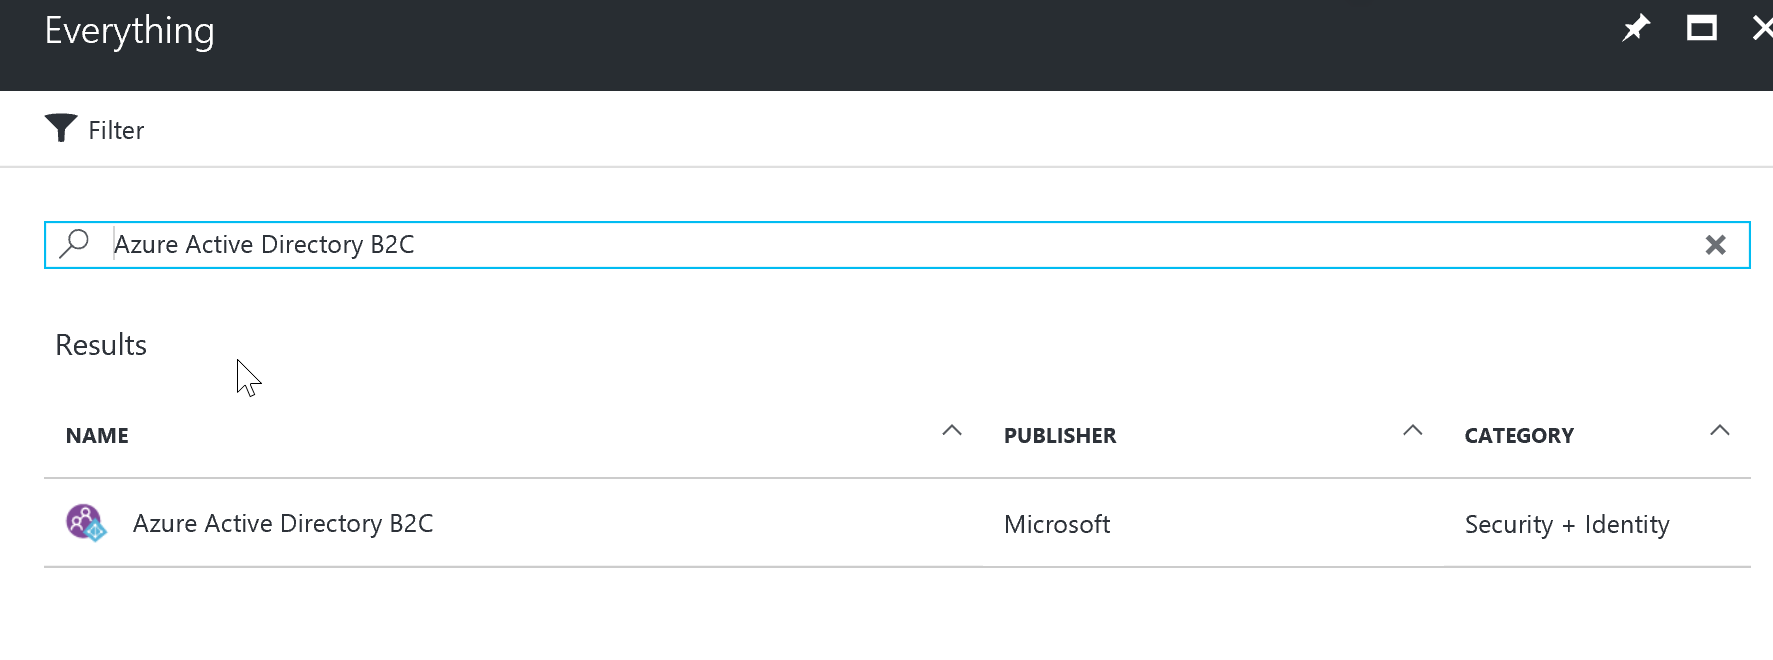 Everything
Filter
Azure Active Directory B2C
Results
NAME PUBLISHER CATEGORY
Azure Active Directory B2C Microsoft Security + Identity